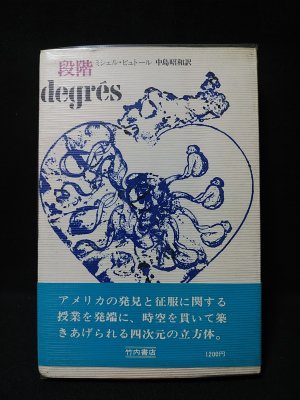 段階
ミシェル・ビュトール 中島昭和訳
degrés
アメリカの発見と征服に関する
授業を発端に、時空を貫いて築
きあげられる四次元の立方体。
竹内書店
1200円